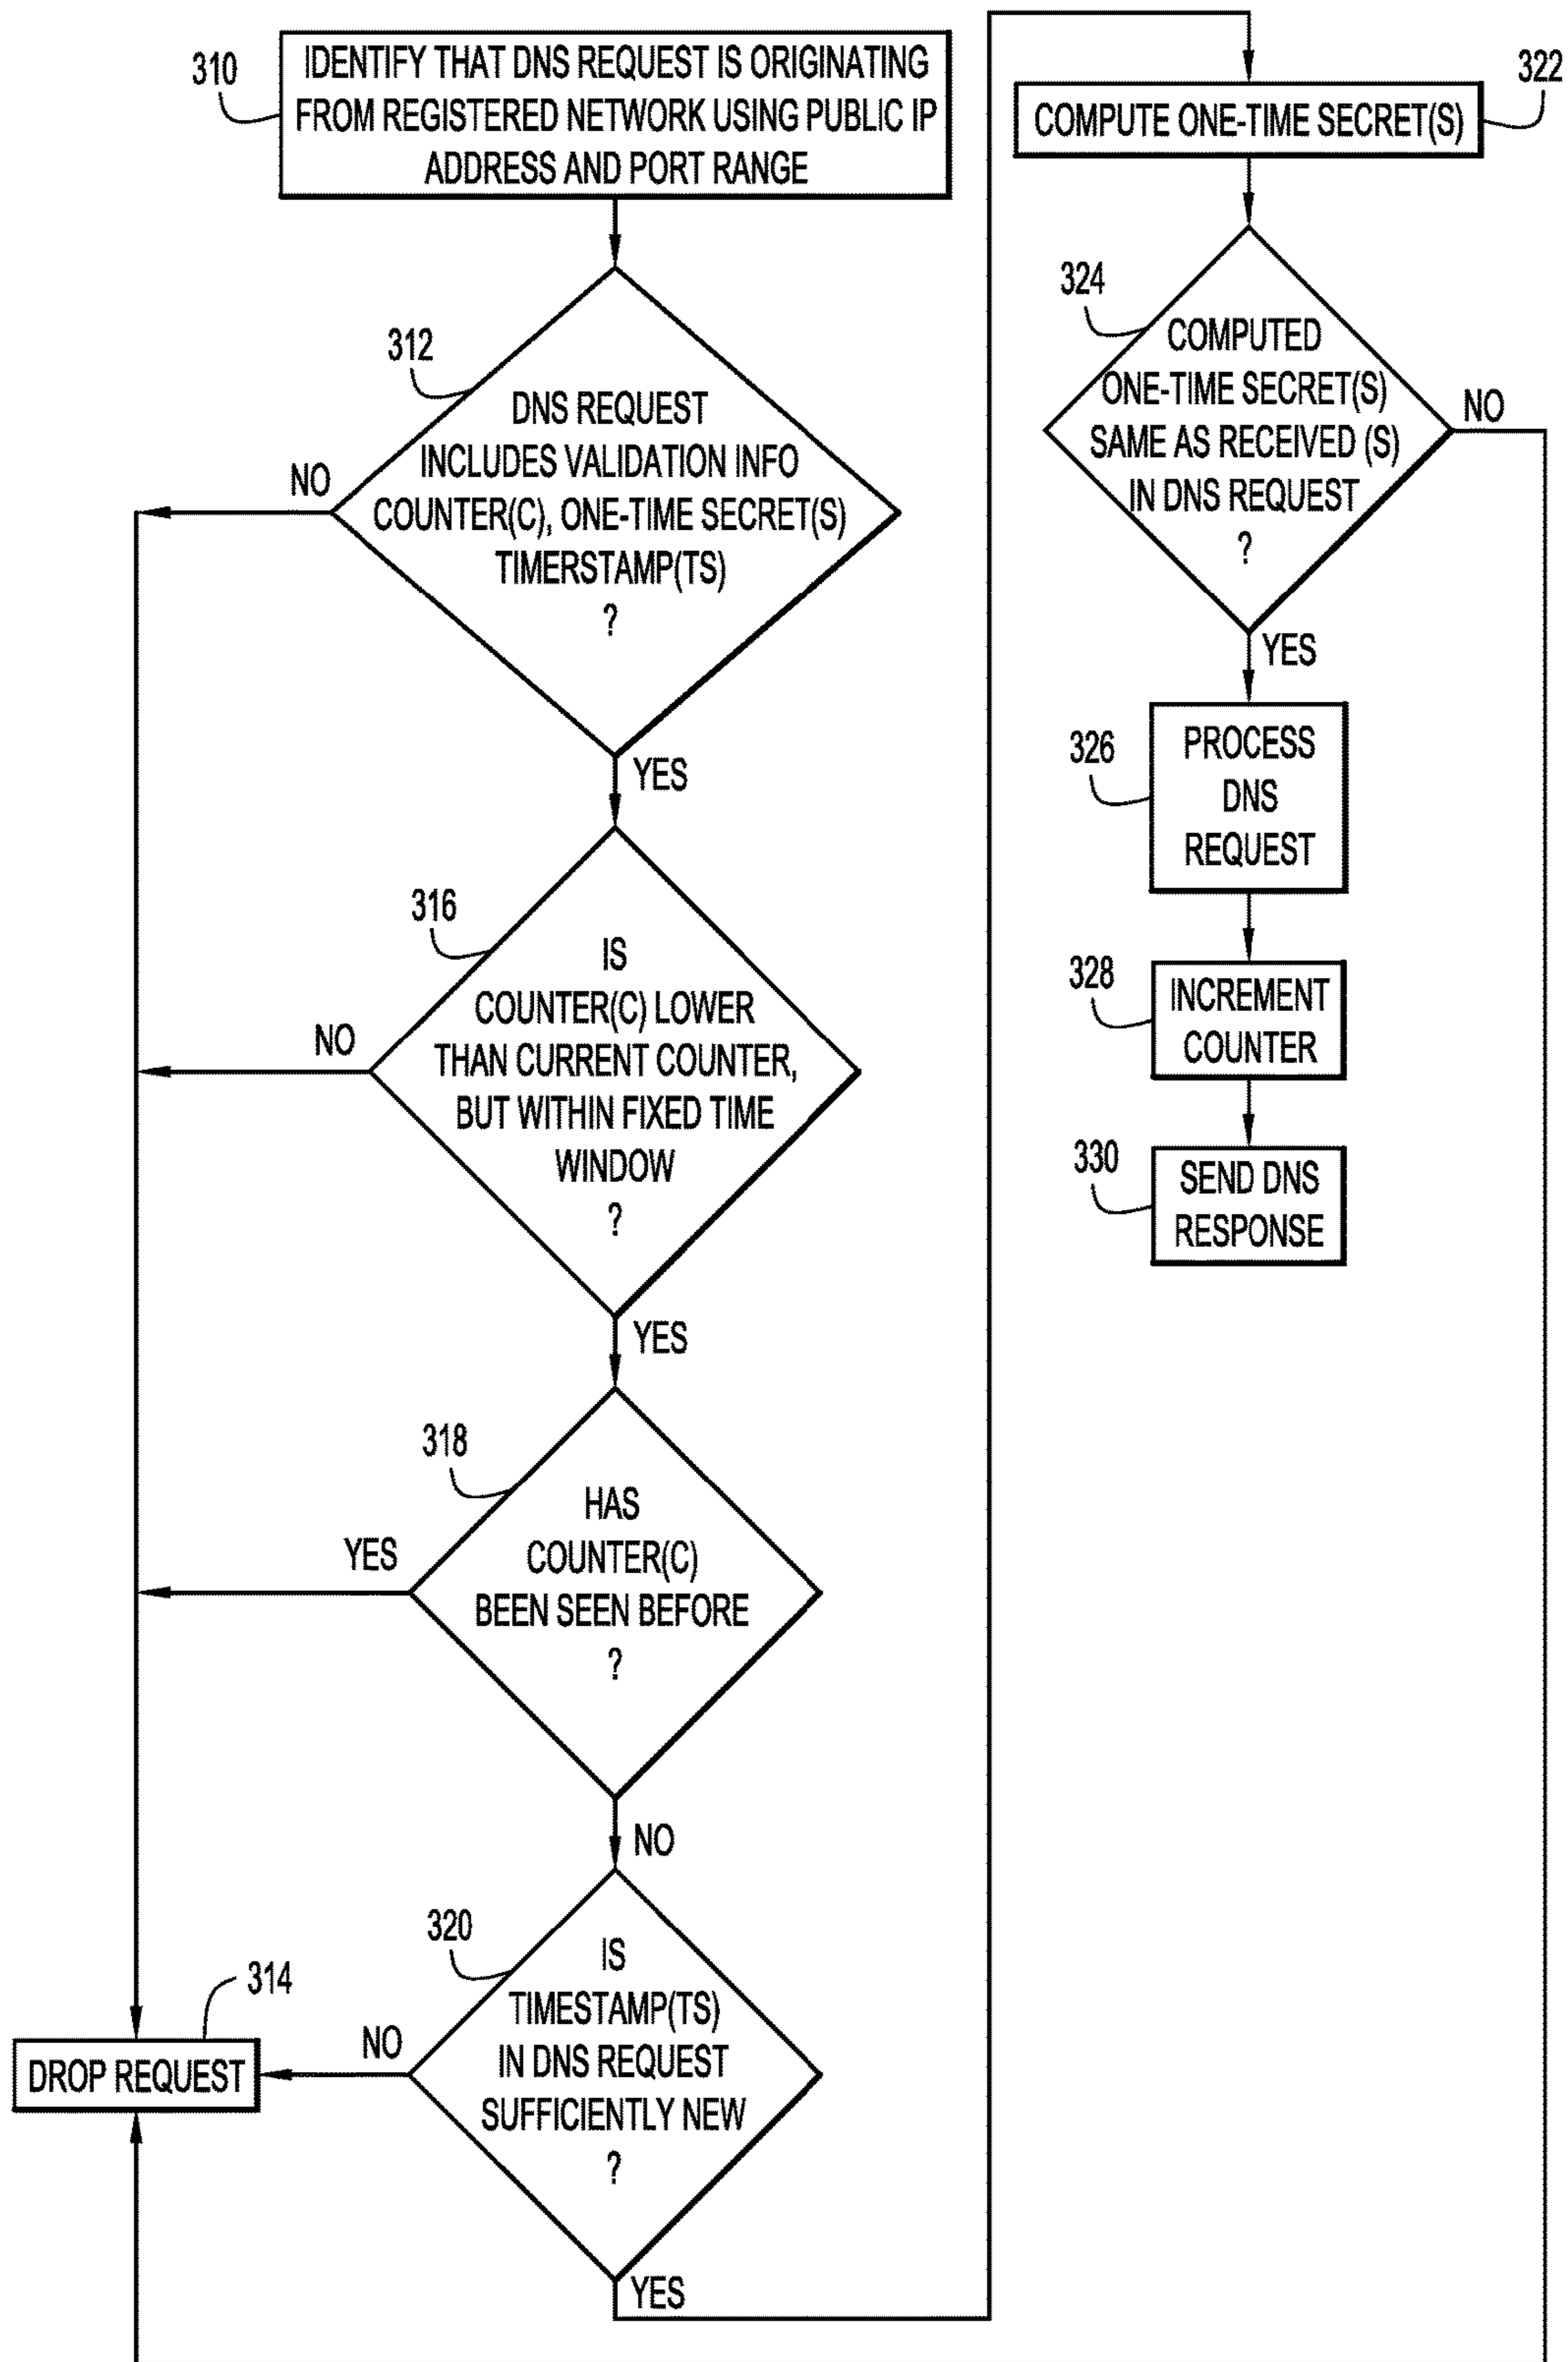 310
IDENTIFY THAT DNS REQUEST IS ORIGINATING
FROM REGISTERED NETWORK USING PUBLIC IP
ADDRESS AND PORT RANGE
312
DNS REQUEST
INCLUDES VALIDATION INFO
COUNTER(C), ONE-TIME SECRET(S)
TIMERSTAMP(TS)
?
NO
YES
316
IS
COUNTER(C) LOWER
THAN CURRENT COUNTER,
BUT WITHIN FIXED TIME
WINDOW
?
NO
YES
318
HAS
COUNTER(C)
BEEN SEEN BEFORE
?
YES
NO
320
IS
TIMESTAMP(TS)
IN DNS REQUEST
SUFFICIENTLY NEW
?
NO
YES
314
DROP REQUEST
322
COMPUTE ONE-TIME SECRET(S)
324
COMPUTED
ONE-TIME SECRET(S)
SAME AS RECEIVED (S)
IN DNS REQUEST
?
NO
YES
326
PROCESS
DNS
REQUEST
328
INCREMENT
COUNTER
330
SEND DNS
RESPONSE